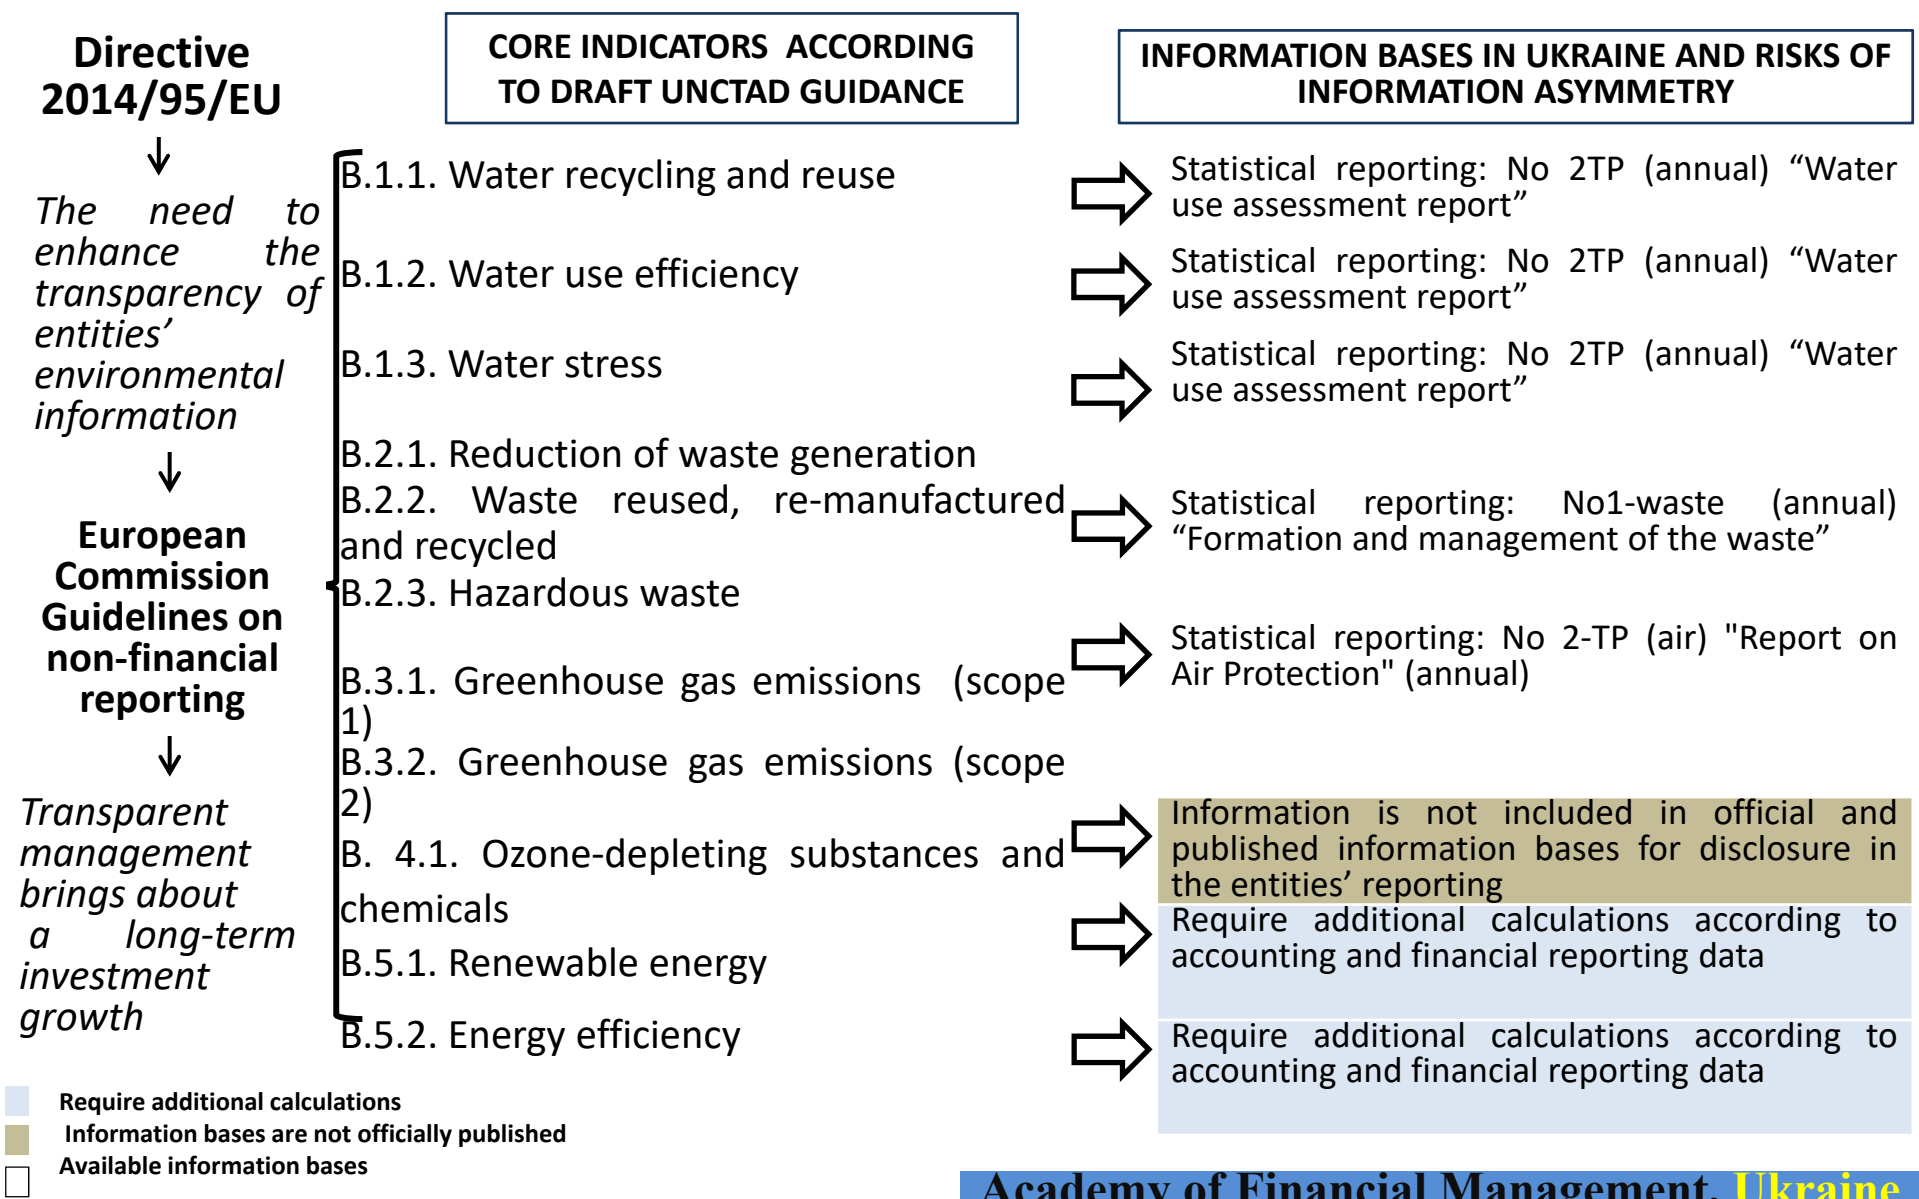 Directive
2014/95/EU
The need to
enhance the
transparency of
entities’
environmental
information
European
Commission
Guidelines on
non-financial
reporting
Transparent
management
brings about
a long-term
investment
growth
CORE INDICATORS ACCORDING
TO DRAFT UNCTAD GUIDANCE
B.1.1. Water recycling and reuse
B.1.2. Water use efficiency
B.1.3. Water stress
B.2.1. Reduction of waste generation
B.2.2. Waste reused, re-manufactured
and recycled
B.2.3. Hazardous waste
B.3.1. Greenhouse gas emissions (scope
1)
B.3.2. Greenhouse gas emissions (scope
2)
B. 4.1. Ozone-depleting substances and
chemicals
B.5.1. Renewable energy
B.5.2. Energy efficiency
INFORMATION BASES IN UKRAINE AND RISKS OF
INFORMATION ASYMMETRY
Statistical reporting: No 2TP (annual) “Water
use assessment report”
Statistical reporting: No 2TP (annual) “Water
use assessment report”
Statistical reporting: No 2TP (annual) “Water
use assessment report”
Statistical reporting: No1-waste (annual)
“Formation and management of the waste”
Statistical reporting: No 2-TP (air) "Report on
Air Protection" (annual)
Information is not included in official and
published information bases for disclosure in
the entities’ reporting
Require additional calculations according to
accounting and financial reporting data
Require additional calculations according to
accounting and financial reporting data
Require additional calculations
Information bases are not officially published
Available information bases
Academy of Financial Management, Ukraine